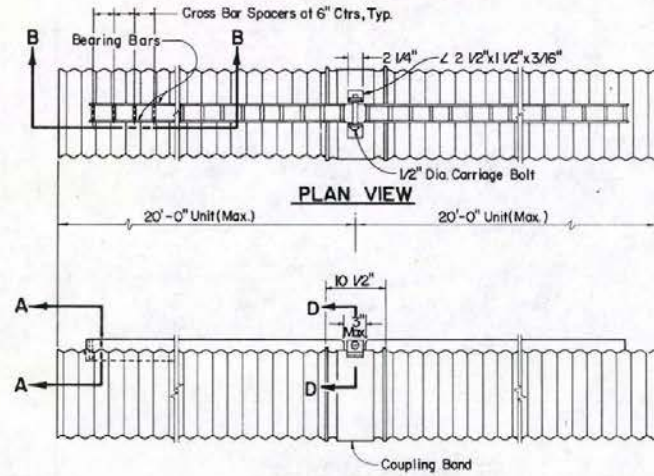 Cross Bar Spacers at 6" Ctrs, Typ.
B
Bearing Bars
B
2 1/4"
∠ 2 1/2"x1 1/2"x3/16"
1/2" Dia. Carriage Bolt
PLAN VIEW
20'-0" Unit (Max.)
20'-0" Unit (Max.)
10 1/2"
A
D
3"
Max.
A
D
Coupling Band